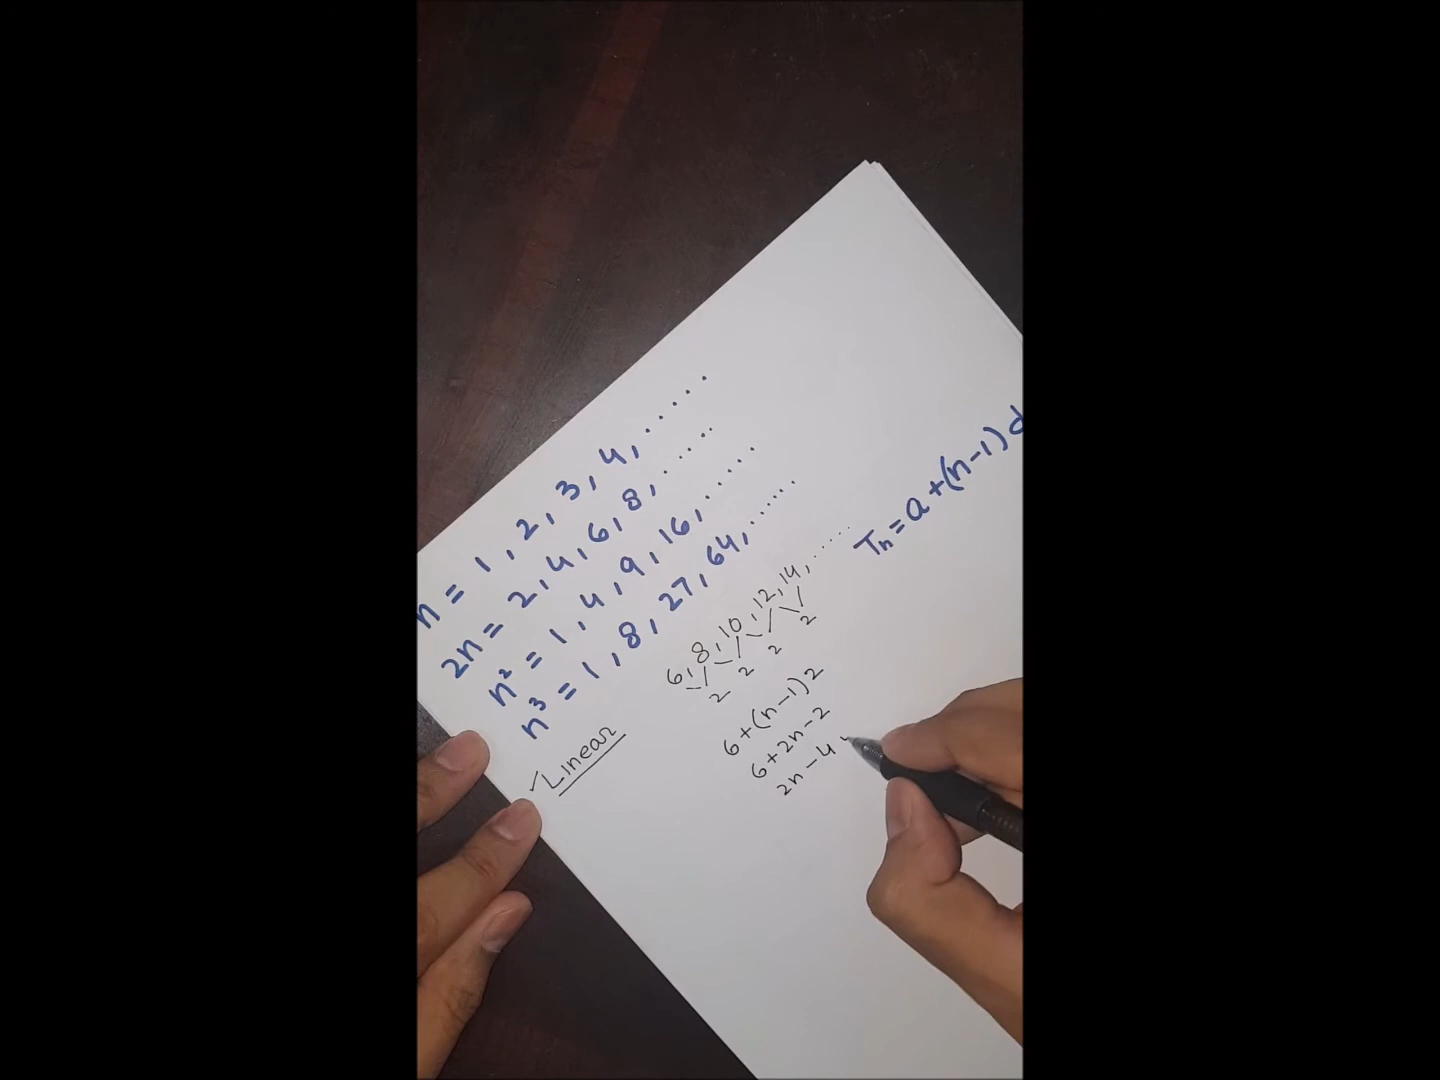 n = 1, 2, 3, 4, ......
2n = 2, 4, 6, 8, ......
n² = 1, 4, 9, 16, ......
n³ = 1, 8, 27, 64, .......
✓Linear
6, 8, 10, 12, 14, ......
2 2 2 2
6+(n-1)2
6+2n-2
2n-4
Tn = a+(n-1)d